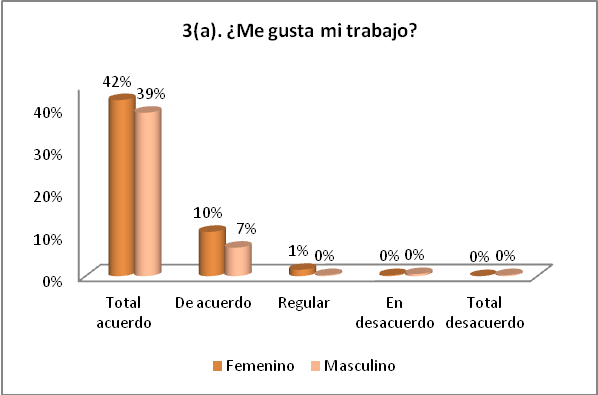 3(a). ¿Me gusta mi trabajo?
42%
39%
40%
30%
20%
10%
0%
10%
7%
1%
0%
0%
0%
0%
0%
Total
acuerdo
De acuerdo
Regular
En
desacuerdo
Total
desacuerdo
Femenino
Masculino